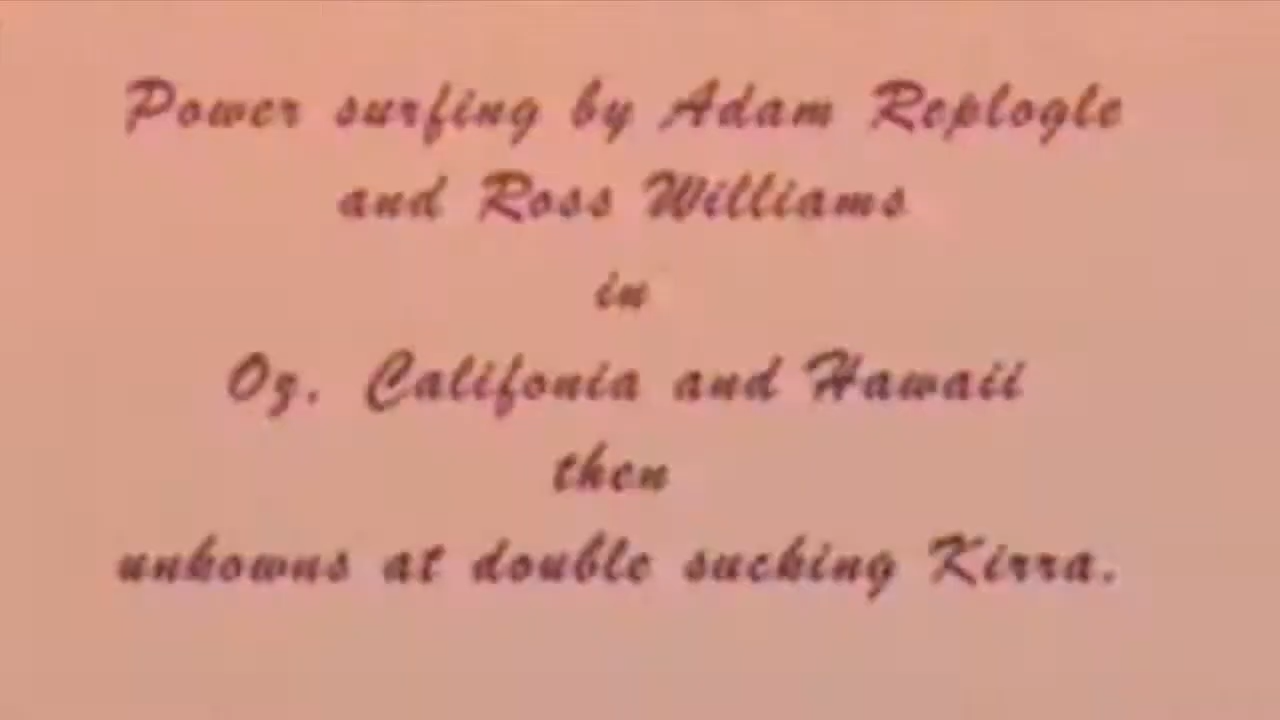 Power surfing by Adam Replogle
and Ross Williams
in
Oz. Califonia and Hawaii
then
unkowns at double sucking Kirra.